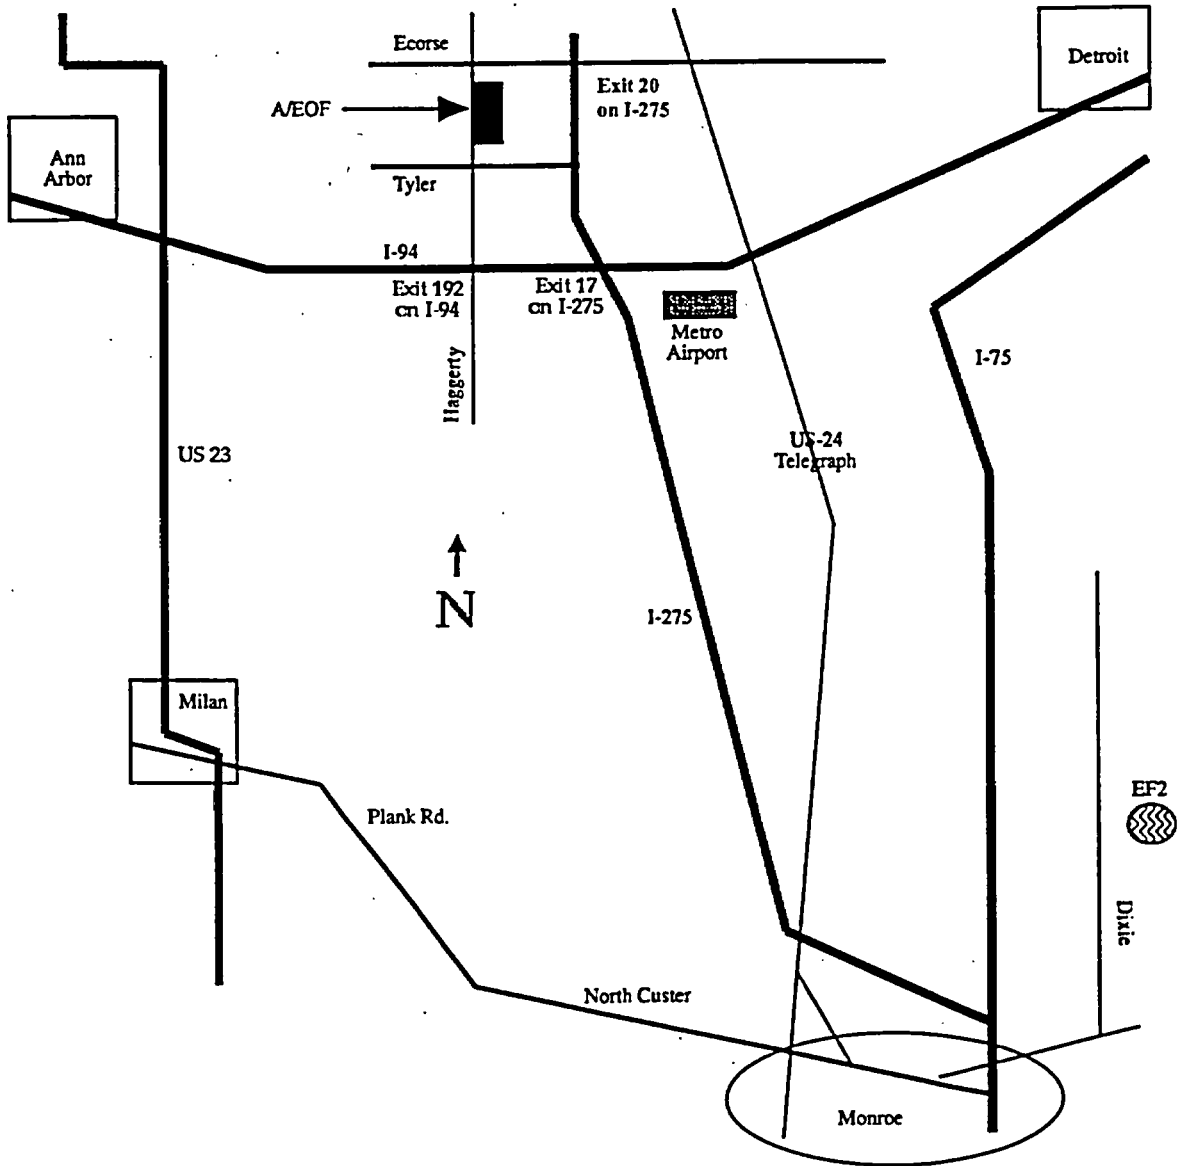 Ecorse
Detroit
Exit 20
on I-275
A/EOF
Ann
Arbor
Tyler
I-94
Exit 192
on I-94
Exit 17
on I-275
Metro
Airport
I-75
Haggerty
US-24
Telegraph
US 23
N
I-275
Milan
EF2
Plank Rd.
Dixie
North Custer
Monroe